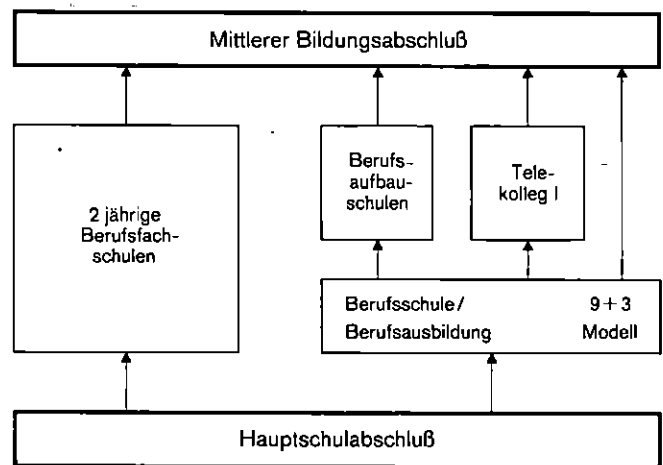 Mittlerer Bildungsabschluß
2 jährige
Berufsfach-
schulen
Berufs-
aufbau-
schulen
Tele-
kolleg I
Berufsschule/
Berufsausbildung
9+3
Modell
Hauptschulabschluß